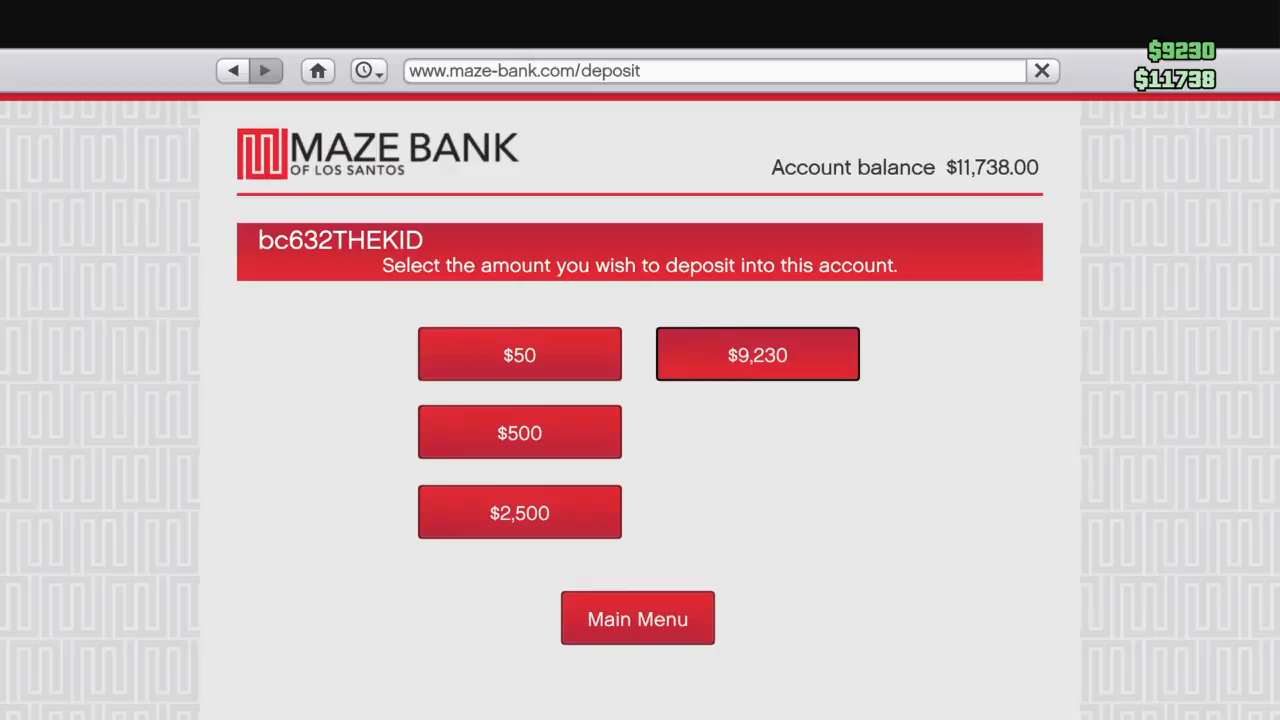 $9230
www.maze-bank.com/deposit
$11738
MAZE BANK
OF LOS SANTOS
Account balance $11,738.00
bc632THEKID
Select the amount you wish to deposit into this account.
$50
$9,230
$500
$2,500
Main Menu